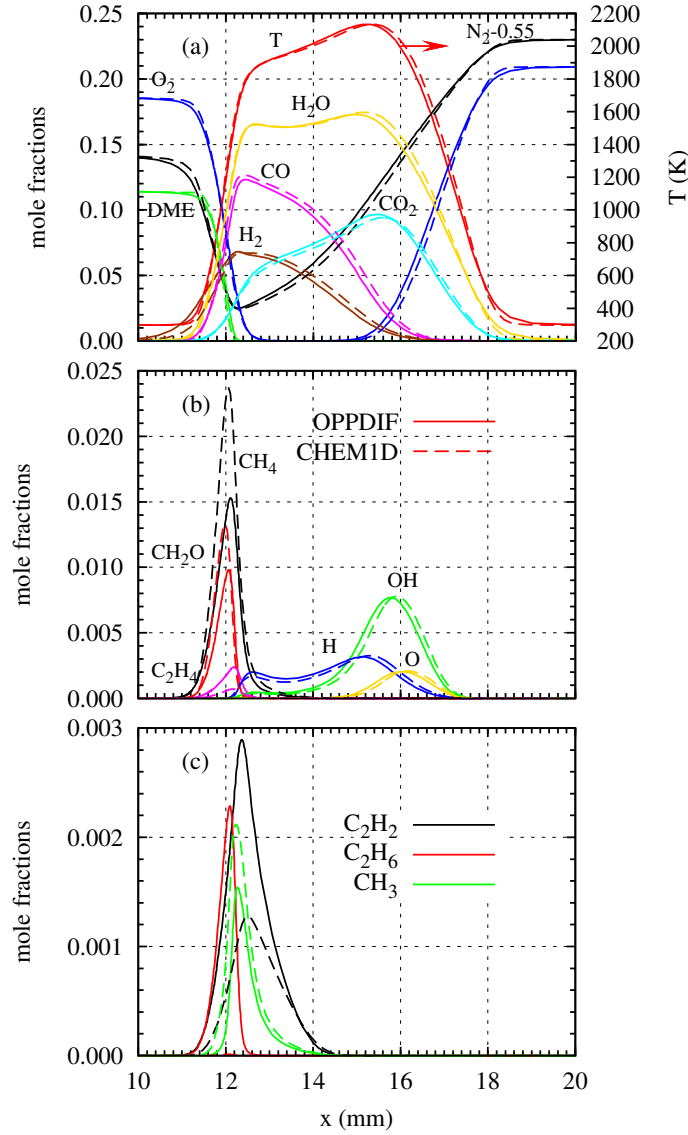 0.25
0.20
0.15
0.10
0.05
0.00
mole fractions
(a)
T
N₂-0.55
O₂
H₂O
CO
DME
CO₂
H₂
2200
2000
1800
1600
1400
1200
1000
800
600
400
200
T (K)
0.025
0.020
0.015
0.010
0.005
0.000
mole fractions
(b)
OPPDIF
CHEM1D
CH₄
CH₂O
OH
C₂H₄
H
O
0.003
0.002
0.001
0.000
mole fractions
(c)
C₂H₂
C₂H₆
CH₃
10 12 14 16 18 20
x (mm)